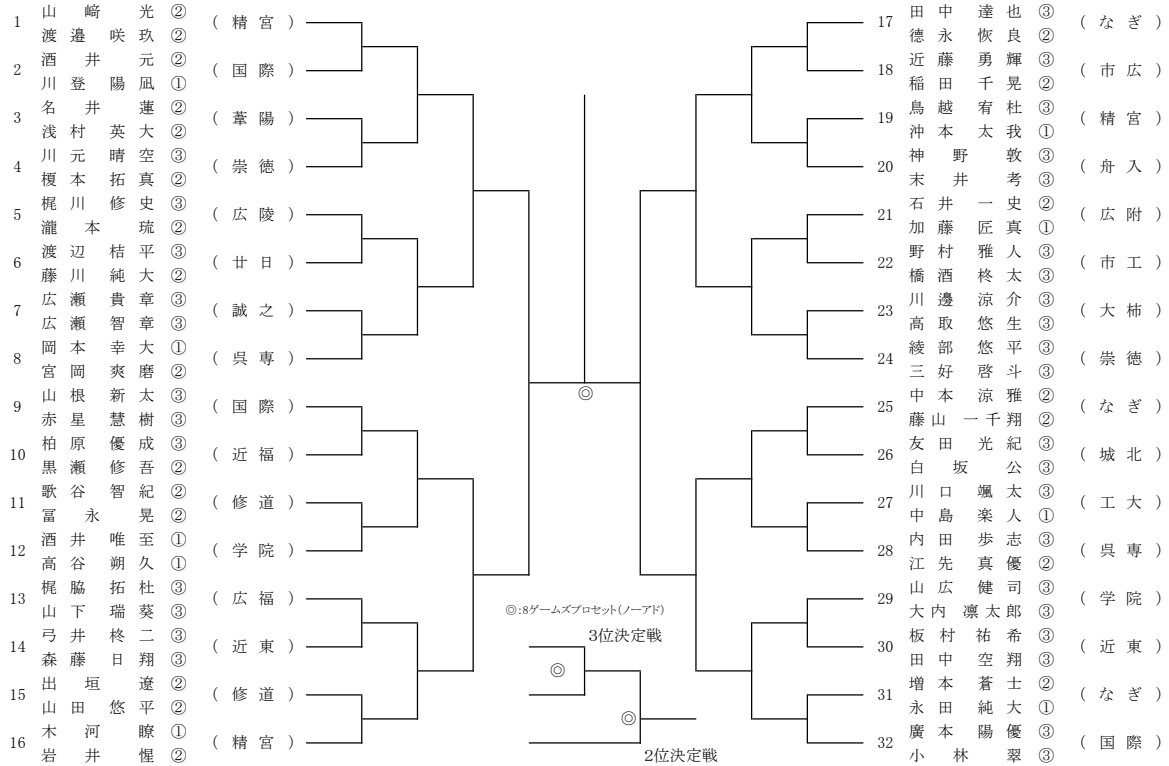 1 山﨑光② (精宮)
渡邉咲玖②
2 酒井元② (国際)
川登陽凪①
3 名井蓮② (葦陽)
浅村英大②
4 川元晴空③ (崇徳)
榎本拓真②
5 梶川修史③ (広陵)
瀧本琉②
6 渡辺桔平③ (廿日)
藤川純大②
7 広瀬貴章③ (誠之)
広瀬智章③
8 岡本幸大① (呉専)
宮岡爽磨②
9 山根新太③ (国際)
赤星慧樹③
10 柏原優成③ (近福)
黒瀬修吾②
11 歌谷智紀② (修道)
冨永晃②
12 酒井唯至① (学院)
高谷朔久①
13 梶脇拓杜③ (広福)
山下瑞葵③
14 弓井柊二③ (近東)
森藤日翔③
15 出垣遼② (修道)
山田悠平②
16 木河瞭① (精宮)
岩井惺②
◎
◎:8ゲームズプロセット(ノーアド)
3位決定戦
◎
◎
2位決定戦
17 田中達也③ (なぎ)
德永恢良②
18 近藤勇輝③ (市広)
稲田千晃②
19 鳥越宥杜③ (精宮)
沖本太我①
20 神野敦③ (舟入)
末井考③
21 石井一史② (広附)
加藤匠真①
22 野村雅人③ (市工)
橋酒柊太③
23 川邊涼介③ (大柿)
高取悠生③
24 綾部悠平③ (崇徳)
三好啓斗③
25 中本涼雅② (なぎ)
藤山一千翔②
26 友田光紀③ (城北)
白坂公③
27 川口颯太③ (工大)
中島楽人①
28 内田歩志③ (呉専)
江先真優②
29 山広健司③ (学院)
大内凛太郎③
30 板村祐希③ (近東)
田中空翔③
31 増本蒼士② (なぎ)
永田純大①
32 廣本陽優③ (国際)
小林翠③